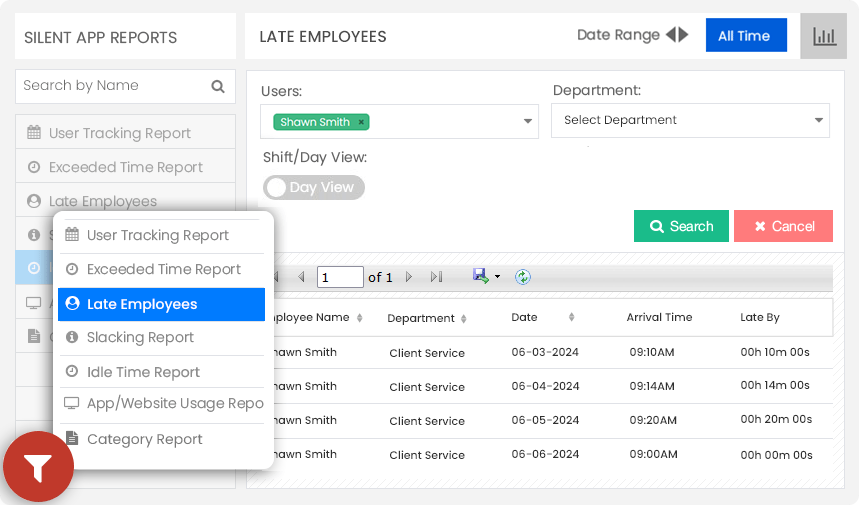 SILENT APP REPORTS
LATE EMPLOYEES
Date Range
All Time
Search by Name
User Tracking Report
Exceeded Time Report
Late Employees
User Tracking Report
Exceeded Time Report
Late Employees
Slacking Report
Idle Time Report
App/Website Usage Repo
Category Report
Users:
Department:
Shawn Smith ×
Select Department
Shift/Day View:
Day View
Search
Cancel
1 of 1
ployee Name Department Date Arrival Time Late By
hawn Smith Client Service 06-03-2024 09:10AM 00h 10m 00s
hawn Smith Client Service 06-04-2024 09:14AM 00h 14m 00s
hawn Smith Client Service 06-05-2024 09:20AM 00h 20m 00s
hawn Smith Client Service 06-06-2024 09:00AM 00h 00m 00s